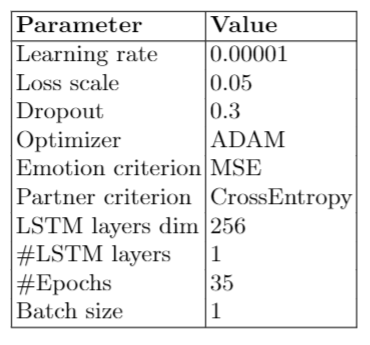 Parameter Value
Learning rate 0.00001
Loss scale 0.05
Dropout 0.3
Optimizer ADAM
Emotion criterion MSE
Partner criterion CrossEntropy
LSTM layers dim 256
#LSTM layers 1
#Epochs 35
Batch size 1